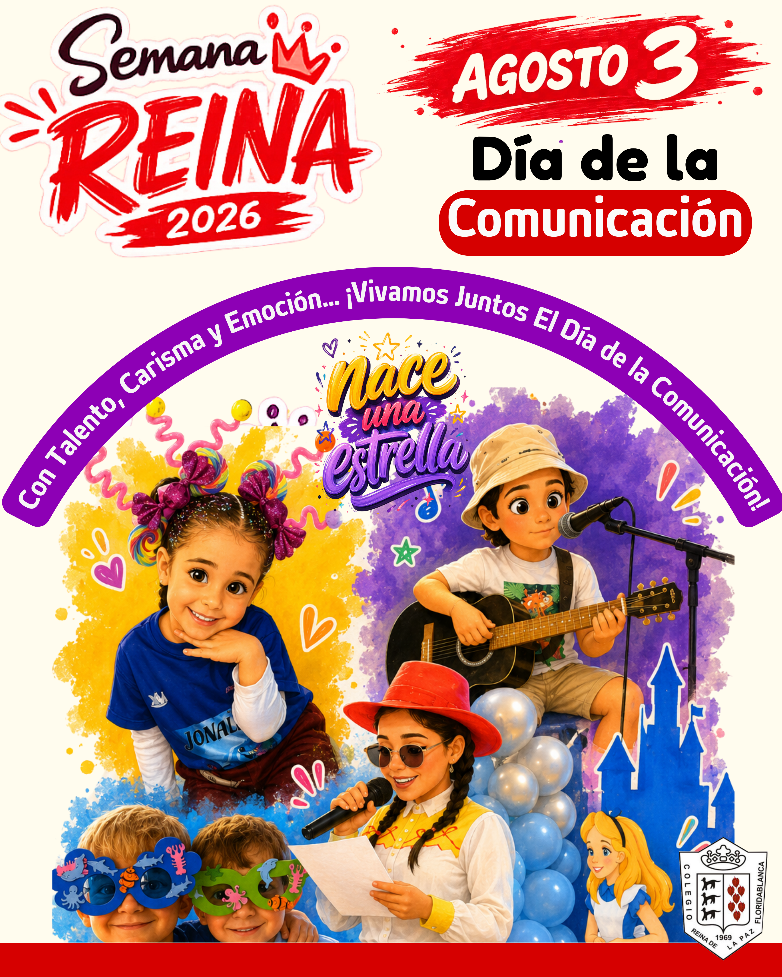 Semana
REINA
2026
AGOSTO 3
Día de la
Comunicación
Con Talento, Carisma y Emoción... ¡Vivamos Juntos El Día de la Comunicación!
Nace
una
estrella
JONAL
COLEGIO
REINA DE LA PAZ
FLORIDABLANCA
1969